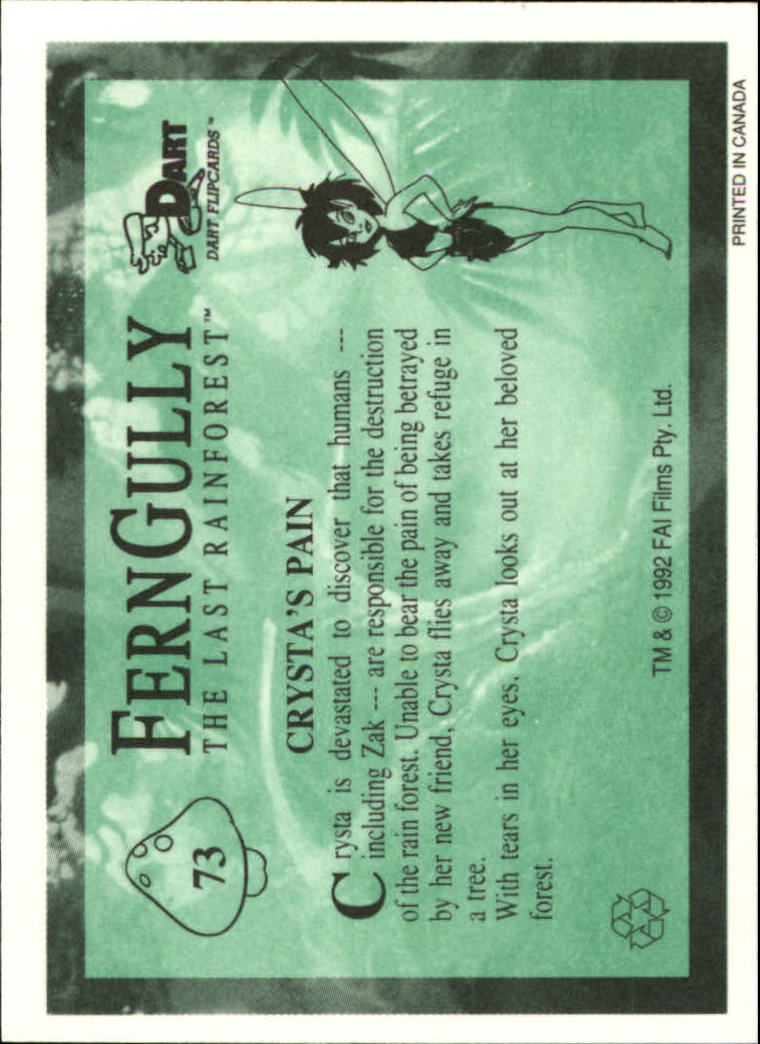 73
FERNGULLY
THE LAST RAINFOREST™
DART
DART FLIPCARDS™
CRYSTA'S PAIN
Crysta is devastated to discover that humans ---
including Zak --- are responsible for the destruction
of the rain forest. Unable to bear the pain of being betrayed
by her new friend, Crysta flies away and takes refuge in
a tree.
With tears in her eyes, Crysta looks out at her beloved
forest.
TM & © 1992 FAI Films Pty. Ltd.
PRINTED IN CANADA